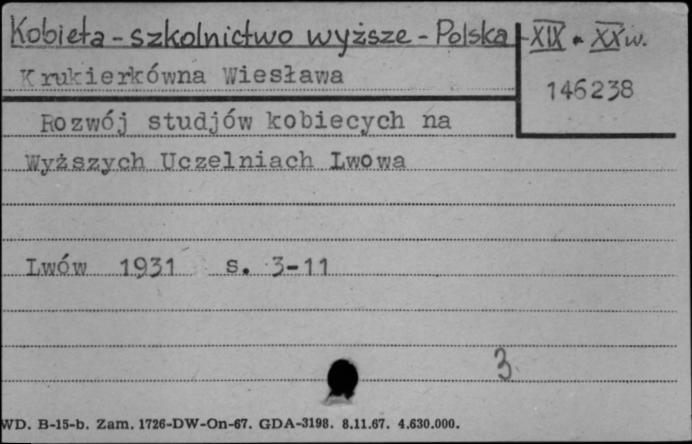 Kobieta - szkolnictwo wyższe - Polska - XIX - XX w.
Krukierkówna Wiesława
146238
Rozwój studjów kobiecych na
Wyższych Uczelniach Lwowa
Lwów 1931 s. 3-11
3
WD. B-15-b. Zam. 1726-DW-On-67. GDA-3198. 8.11.67. 4.630.000.